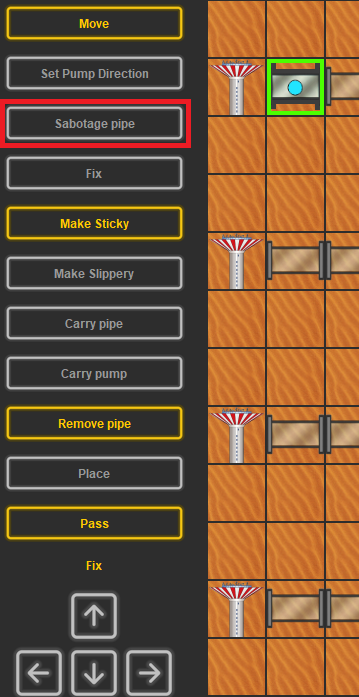 Move
Set Pump Direction
Sabotage pipe
Fix
Make Sticky
Make Slippery
Carry pipe
Carry pump
Remove pipe
Place
Pass
Fix